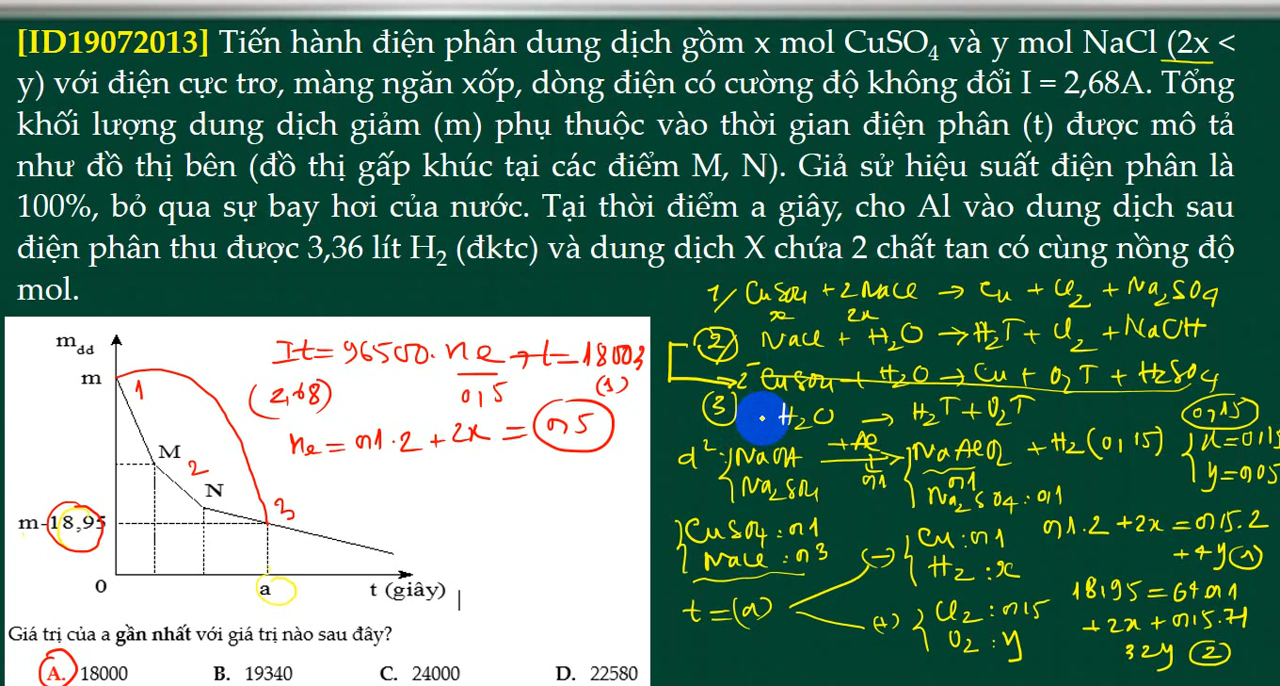 [ID19072013] Tiến hành điện phân dung dịch gồm x mol CuSO₄ và y mol NaCl (2x <
y) với điện cực trơ, màng ngăn xốp, dòng điện có cường độ không đổi I = 2,68A. Tổng
khối lượng dung dịch giảm (m) phụ thuộc vào thời gian điện phân (t) được mô tả
như đồ thị bên (đồ thị gấp khúc tại các điểm M, N). Giả sử hiệu suất điện phân là
100%, bỏ qua sự bay hơi của nước. Tại thời điểm a giây, cho Al vào dung dịch sau
điện phân thu được 3,36 lít H₂ (đktc) và dung dịch X chứa 2 chất tan có cùng nồng độ
mol.
1/ CuSO4 + 2NaCl → Cu + Cl2 + Na2SO4
x 2x
(2) NaCl + H2O → H2↑ + Cl2 + NaOH
2 CuSO4 + H2O → Cu + O2↑ + H2SO4
(3) H2O → H2↑ + O2↑
d²: NaOH +Al → NaAlO2 + H2 (0,15)
0,1 0,1
Na2SO4 Na2SO4: 0,1
0,15
x = 0,15
y = 0,05
CuSO4: 0,1
NaCl: 0,3
t = (a)
(-) Cu: 0,1
H2: x
(+) Cl2: 0,15
O2: y
0,1.2 + 2x = 0,15.2
+ 4y (1)
18,95 = 64.0,1
+ 2x + 0,15.71
32y (2)
m_dd
m
1
M
2
N
3
m-18,95
0
a
t (giây)
It = 96500.ne → t = 18003
(2,68) 0,5 (s)
ne = 0,1.2 + 2x = 0,5
Giá trị của a gần nhất với giá trị nào sau đây?
A. 18000 B. 19340 C. 24000 D. 22580